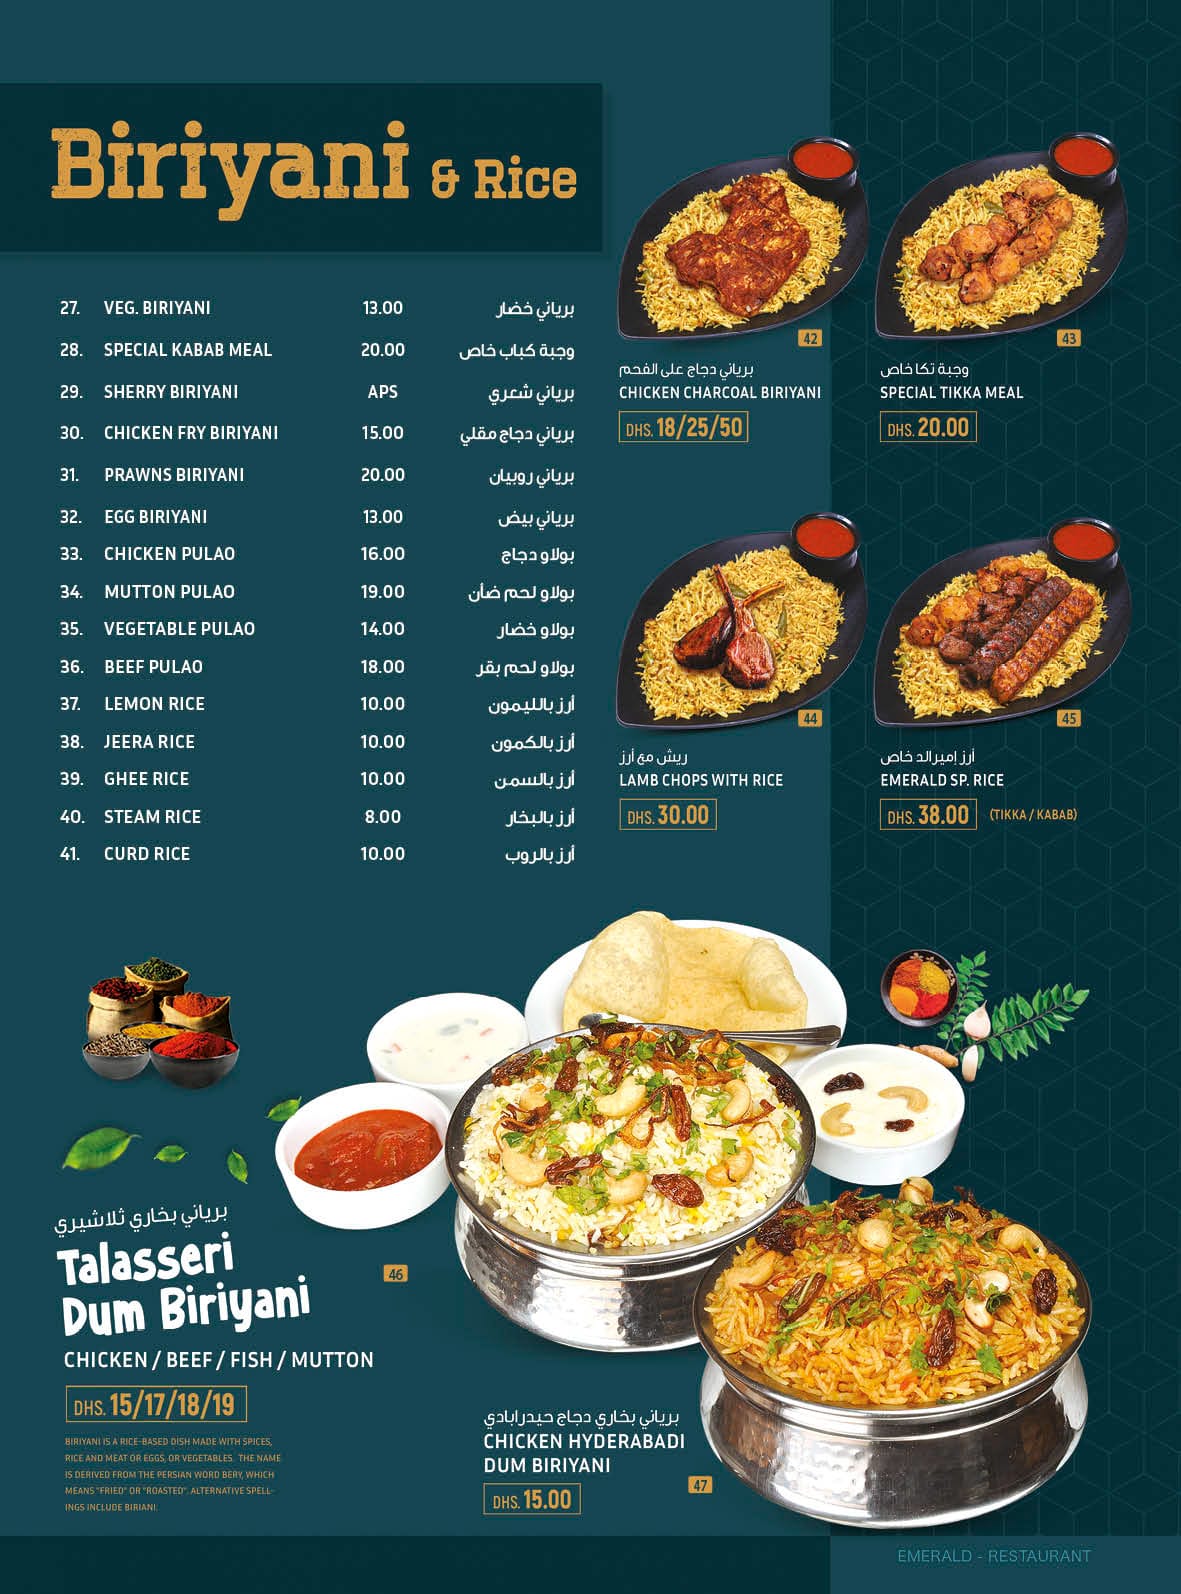 Biriyani & Rice
27. VEG. BIRIYANI 13.00 برياني خضار
28. SPECIAL KABAB MEAL 20.00 وجبة كباب خاص
29. SHERRY BIRIYANI APS برياني شعري
30. CHICKEN FRY BIRIYANI 15.00 برياني دجاج مقلي
31. PRAWNS BIRIYANI 20.00 برياني روبيان
32. EGG BIRIYANI 13.00 برياني بيض
33. CHICKEN PULAO 16.00 بولاو دجاج
34. MUTTON PULAO 19.00 بولاو لحم ضأن
35. VEGETABLE PULAO 14.00 بولاو خضار
36. BEEF PULAO 18.00 بولاو لحم بقر
37. LEMON RICE 10.00 أرز بالليمون
38. JEERA RICE 10.00 أرز بالكمون
39. GHEE RICE 10.00 أرز بالسمن
40. STEAM RICE 8.00 أرز بالبخار
41. CURD RICE 10.00 أرز بالروب
42
برياني دجاج على الفحم
CHICKEN CHARCOAL BIRIYANI
DHS. 18/25/50
43
وجبة تكا خاص
SPECIAL TIKKA MEAL
DHS. 20.00
44
ريش مع أرز
LAMB CHOPS WITH RICE
DHS. 30.00
45
أرز إميرالد خاص
EMERALD SP. RICE
DHS. 38.00 (TIKKA / KABAB)
برياني بخاري ثلاشيري
Talasseri
Dum Biriyani
46
CHICKEN / BEEF / FISH / MUTTON
DHS. 15/17/18/19
BIRIYANI IS A RICE-BASED DISH MADE WITH SPICES,
RICE AND MEAT OR EGGS, OR VEGETABLES. THE NAME
IS DERIVED FROM THE PERSIAN WORD BERY, WHICH
MEANS "FRIED" OR "ROASTED". ALTERNATIVE SPELL-
INGS INCLUDE BIRIANI.
برياني بخاري دجاج حيدرابادي
CHICKEN HYDERABADI
DUM BIRIYANI
47
DHS. 15.00
EMERALD - RESTAURANT